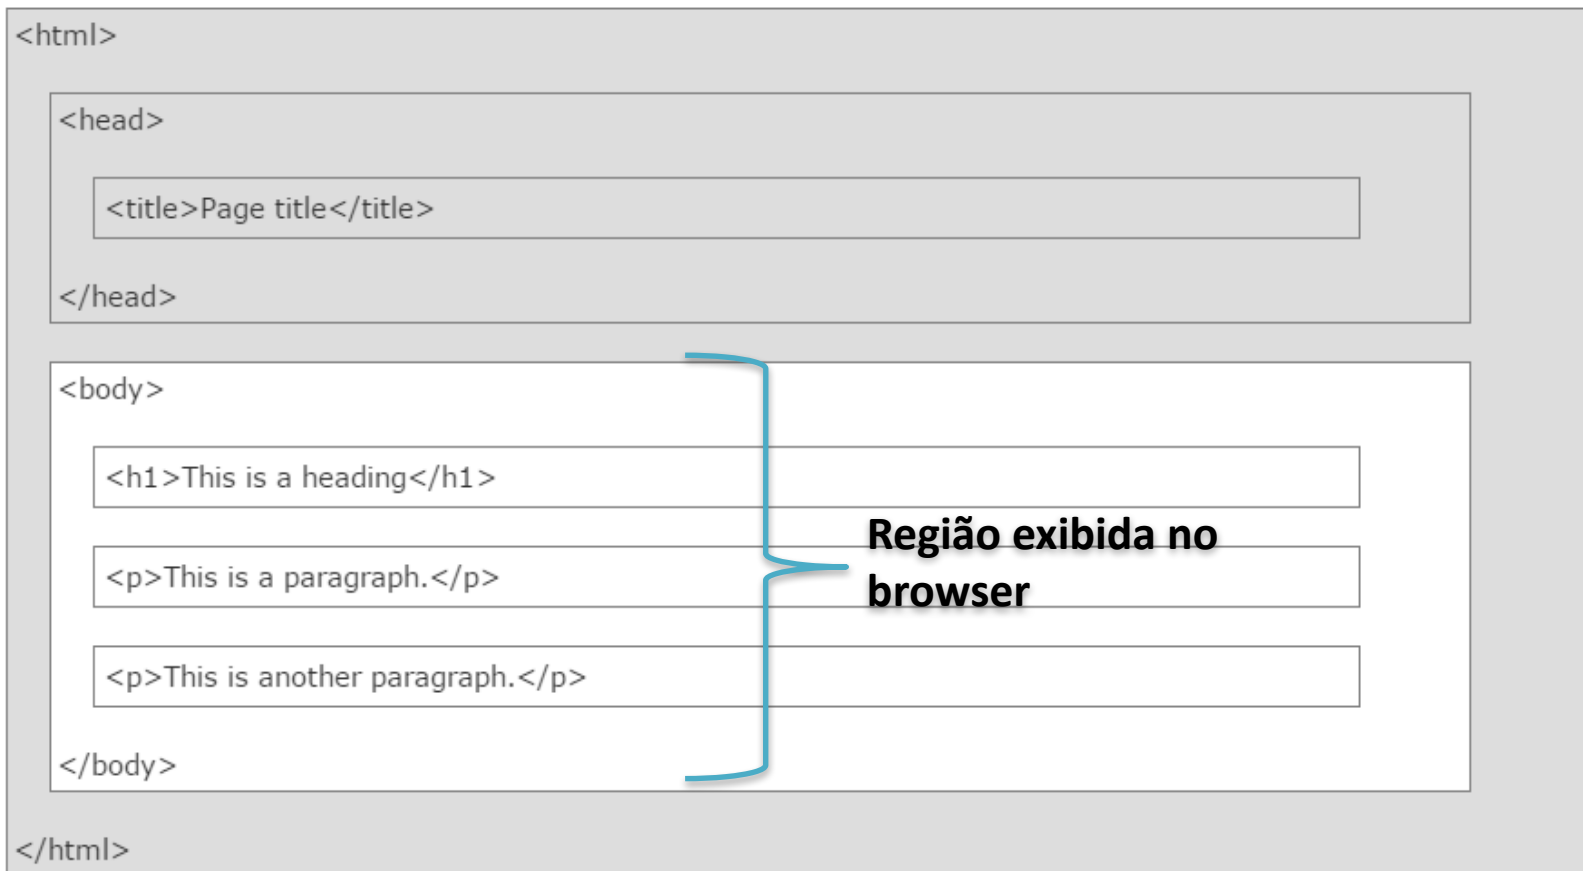 <html>
<head>
<title>Page title</title>
</head>
<body>
<h1>This is a heading</h1>
<p>This is a paragraph.</p>
<p>This is another paragraph.</p>
</body>
</html>
Região exibida no
browser